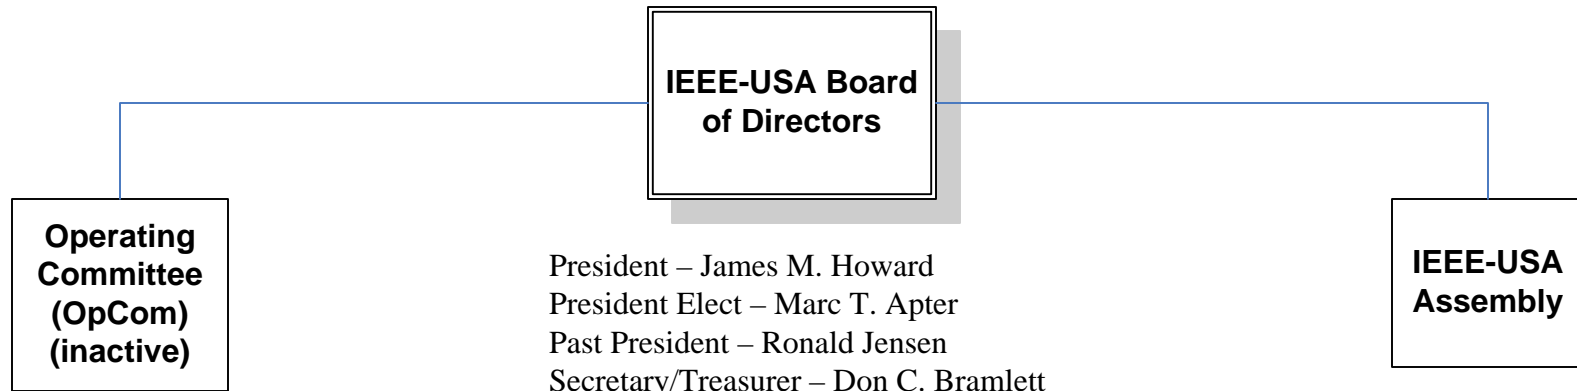 IEEE-USA Board
of Directors
Operating
Committee
(OpCom)
(inactive)
President – James M. Howard
President Elect – Marc T. Apter
Past President – Ronald Jensen
Secretary/Treasurer – Don C. Bramlett
IEEE-USA
Assembly